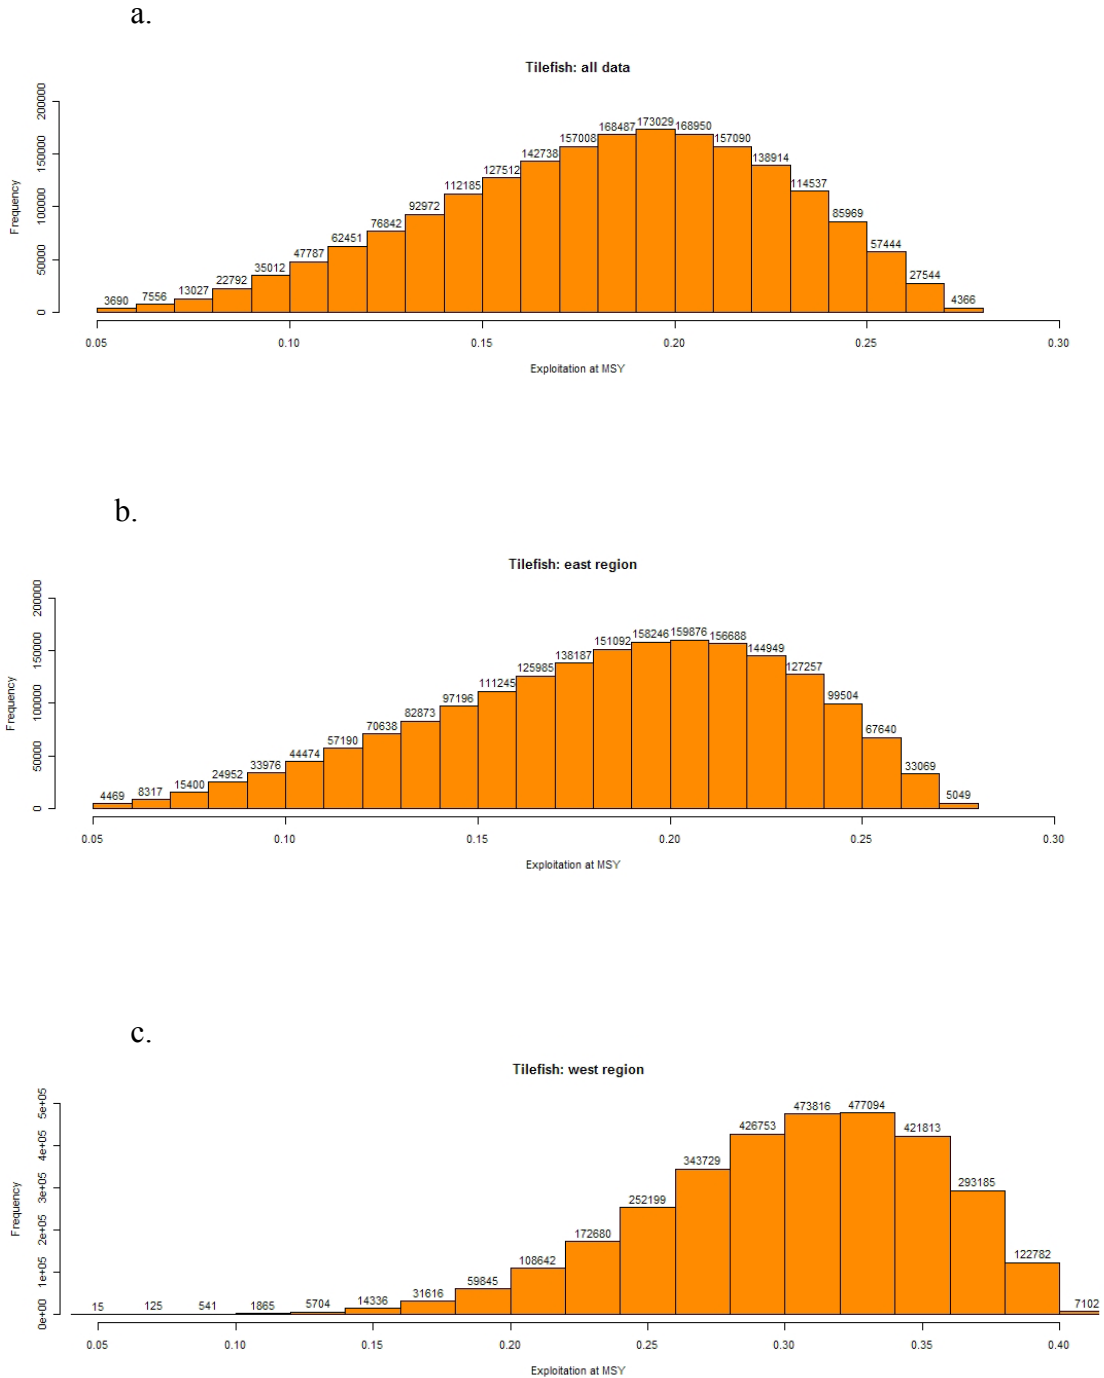 a.
Tilefish: all data
Frequency
200000
150000
100000
50000
0
3690 7556 13027 22792 35012 47787 62451 76842 92972 112185 127512 142738 157008 168487 173029 168950 157090 138914 114537 85969 57444 27544 4366
0.05 0.10 0.15 0.20 0.25 0.30
Exploitation at MSY
b.
Tilefish: east region
Frequency
200000
150000
100000
50000
0
4469 8317 15400 24952 33976 44474 57190 70638 82873 97196 111245 125985 138187 151092 158246 159876 156688 144949 127257 99504 67640 33069 5049
0.05 0.10 0.15 0.20 0.25 0.30
Exploitation at MSY
c.
Tilefish: west region
Frequency
5e+05
4e+05
3e+05
2e+05
1e+05
0e+00
15 125 541 1865 5704 14336 31616 59845 108642 172680 252199 343729 426753 473816 477094 421813 293185 122782 7102
0.05 0.10 0.15 0.20 0.25 0.30 0.35 0.40
Exploitation at MSY